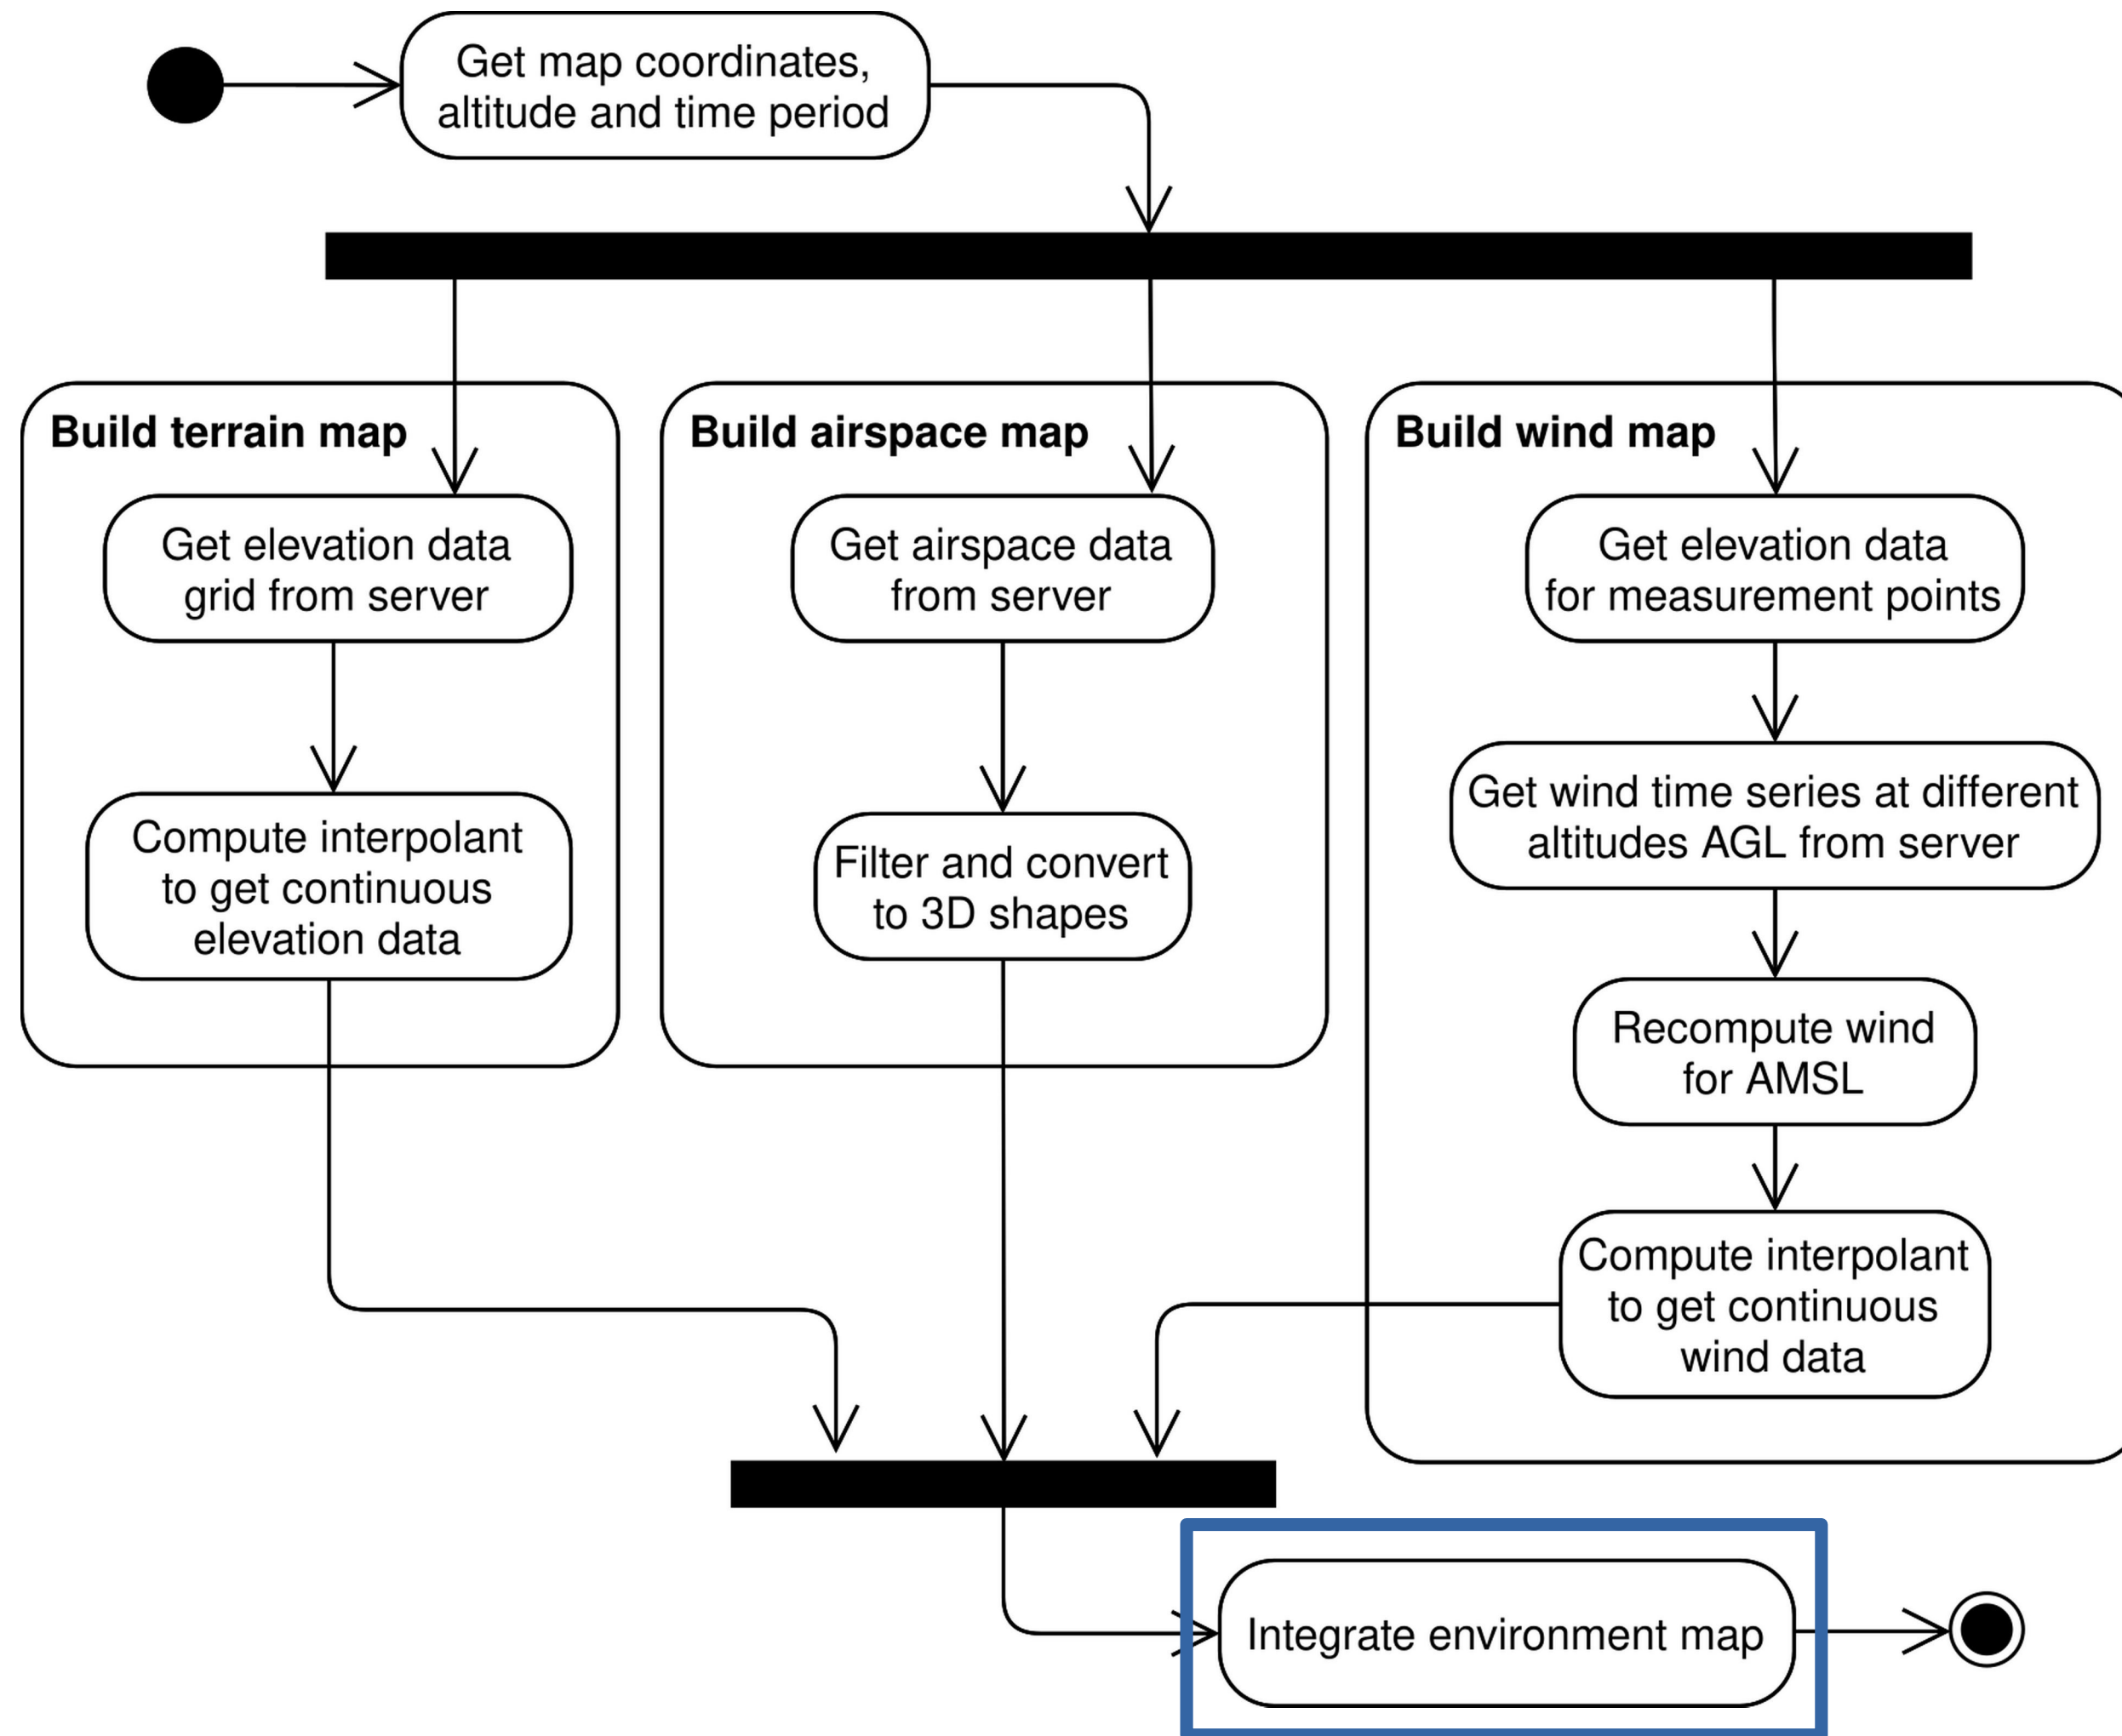 Get map coordinates,
altitude and time period
Build terrain map
Get elevation data
grid from server
Compute interpolant
to get continuous
elevation data
Build airspace map
Get airspace data
from server
Filter and convert
to 3D shapes
Build wind map
Get elevation data
for measurement points
Get wind time series at different
altitudes AGL from server
Recompute wind
for AMSL
Compute interpolant
to get continuous
wind data
Integrate environment map